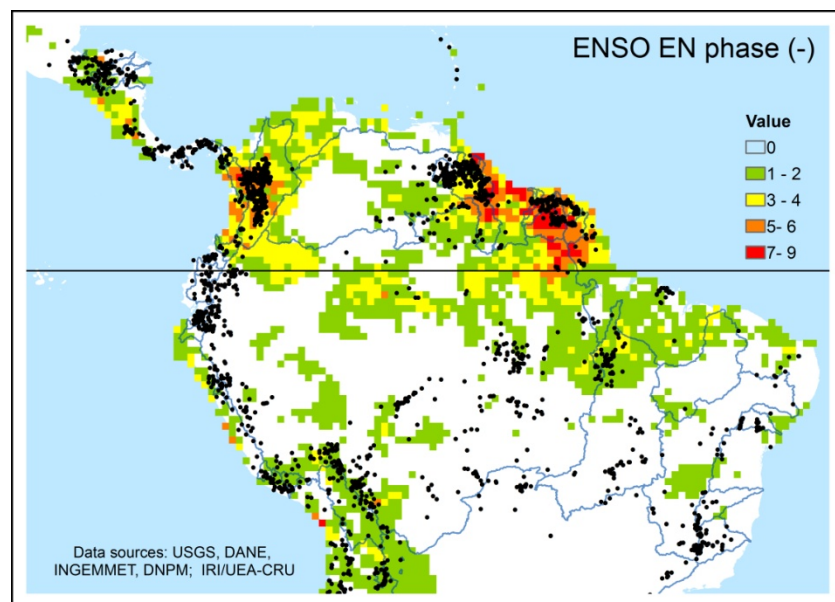 ENSO EN phase (-)
Value
0
1 - 2
3 - 4
5- 6
7- 9
Data sources: USGS, DANE,
INGEMMET, DNPM; IRI/UEA-CRU